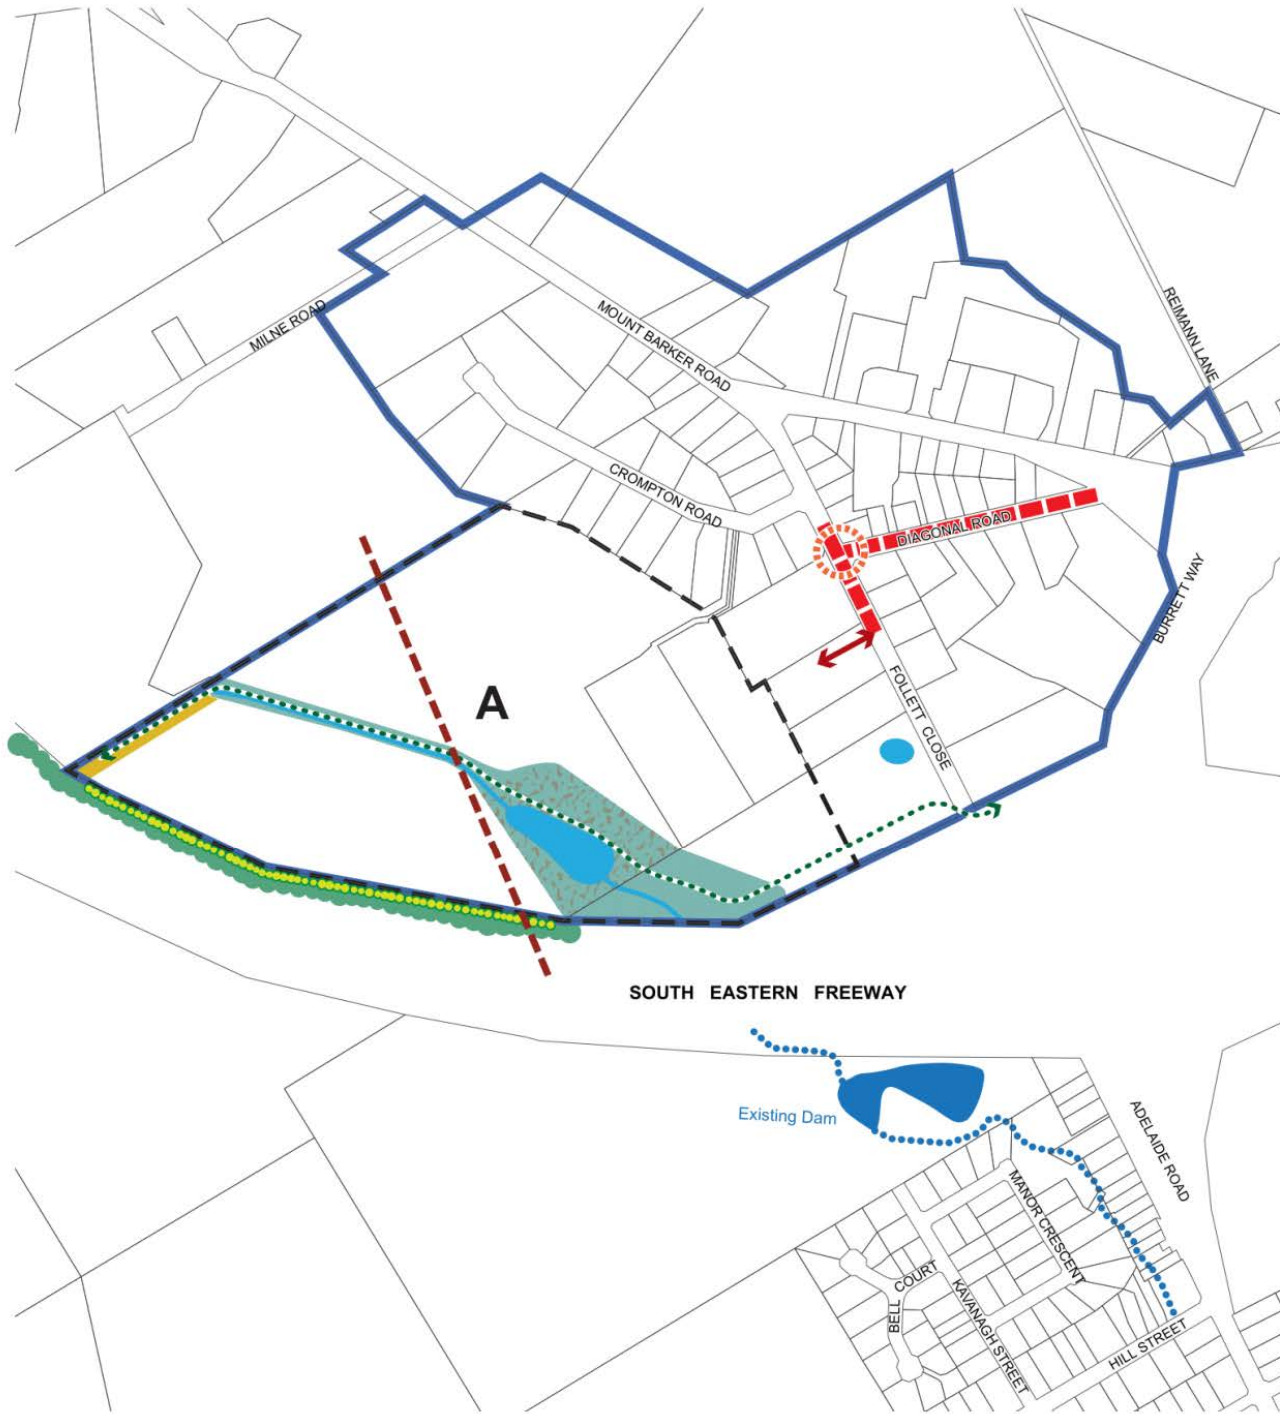 REIMANN LANE
MILNE ROAD
MOUNT BARKER ROAD
CROMPTON ROAD
DIAGONAL ROAD
BURRETT WAY
A
FOLLETT CLOSE
SOUTH EASTERN FREEWAY
Existing Dam
ADELAIDE ROAD
MANOR CRESCENT
BELL COURT
KAVANAGH STREET
HILL STREET